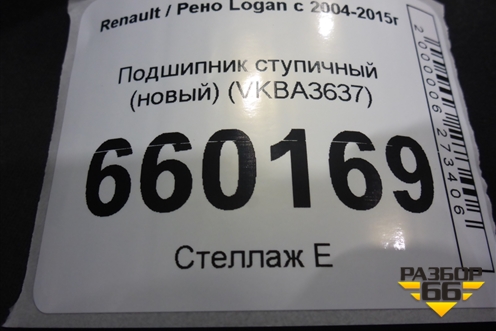 Renault / Рено Logan с 2004-2015г
Подшипник ступичный
(новый) (VKBA3637)
660169
Стеллаж Е
2000006273406
РАЗБОР
66